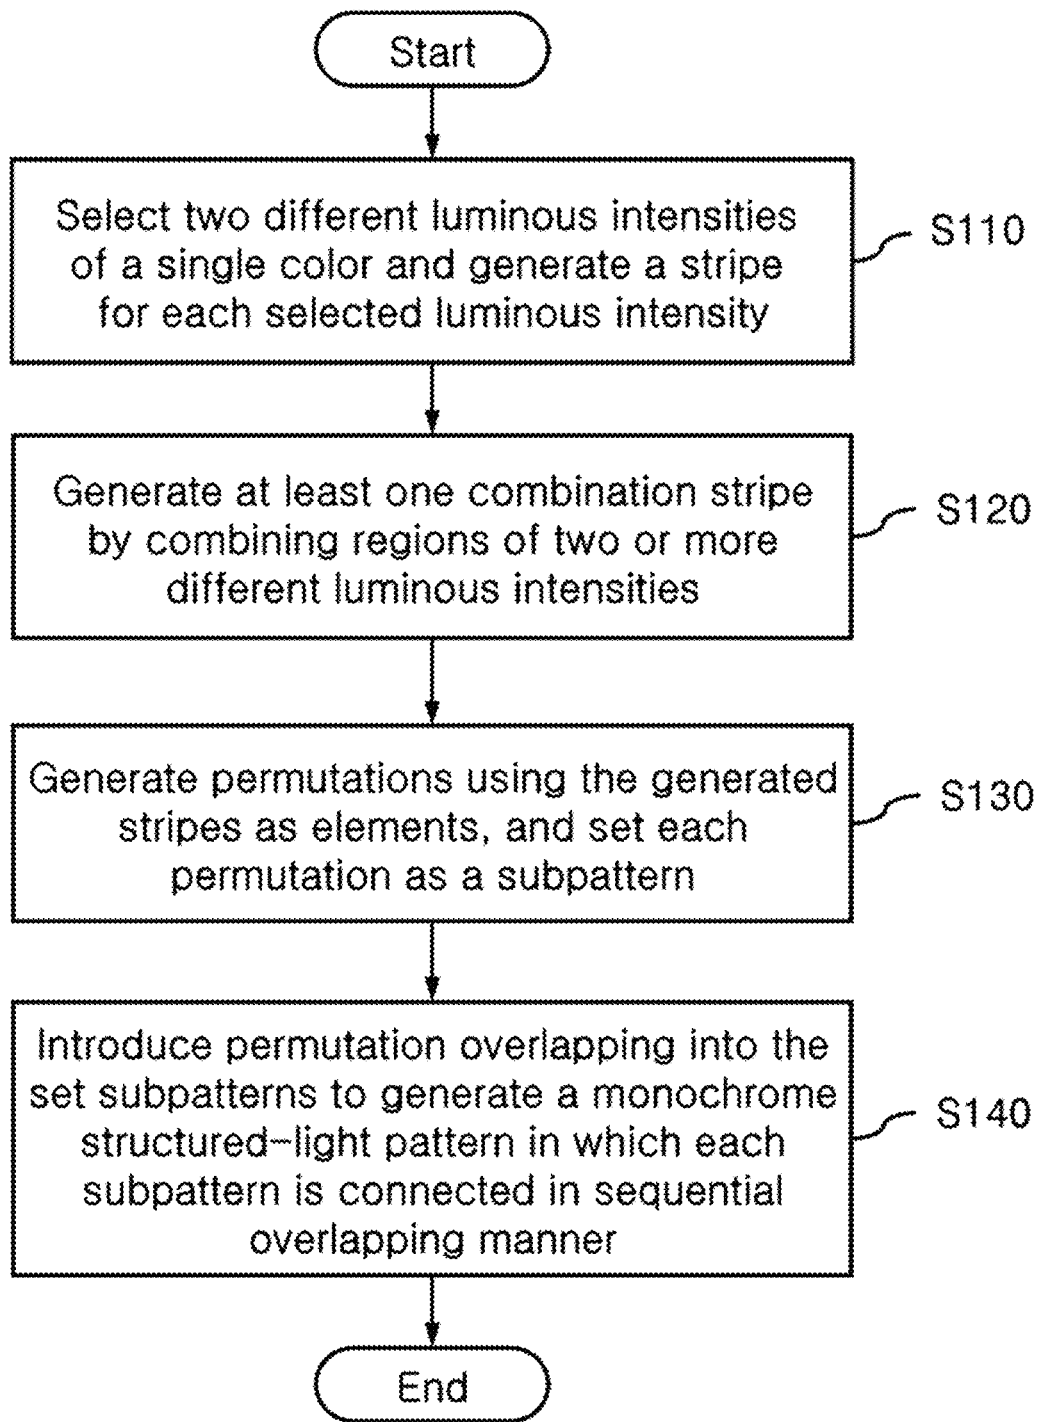 Start
Select two different luminous intensities
of a single color and generate a stripe
for each selected luminous intensity
S110
Generate at least one combination stripe
by combining regions of two or more
different luminous intensities
S120
Generate permutations using the generated
stripes as elements, and set each
permutation as a subpattern
S130
Introduce permutation overlapping into the
set subpatterns to generate a monochrome
structured-light pattern in which each
subpattern is connected in sequential
overlapping manner
S140
End